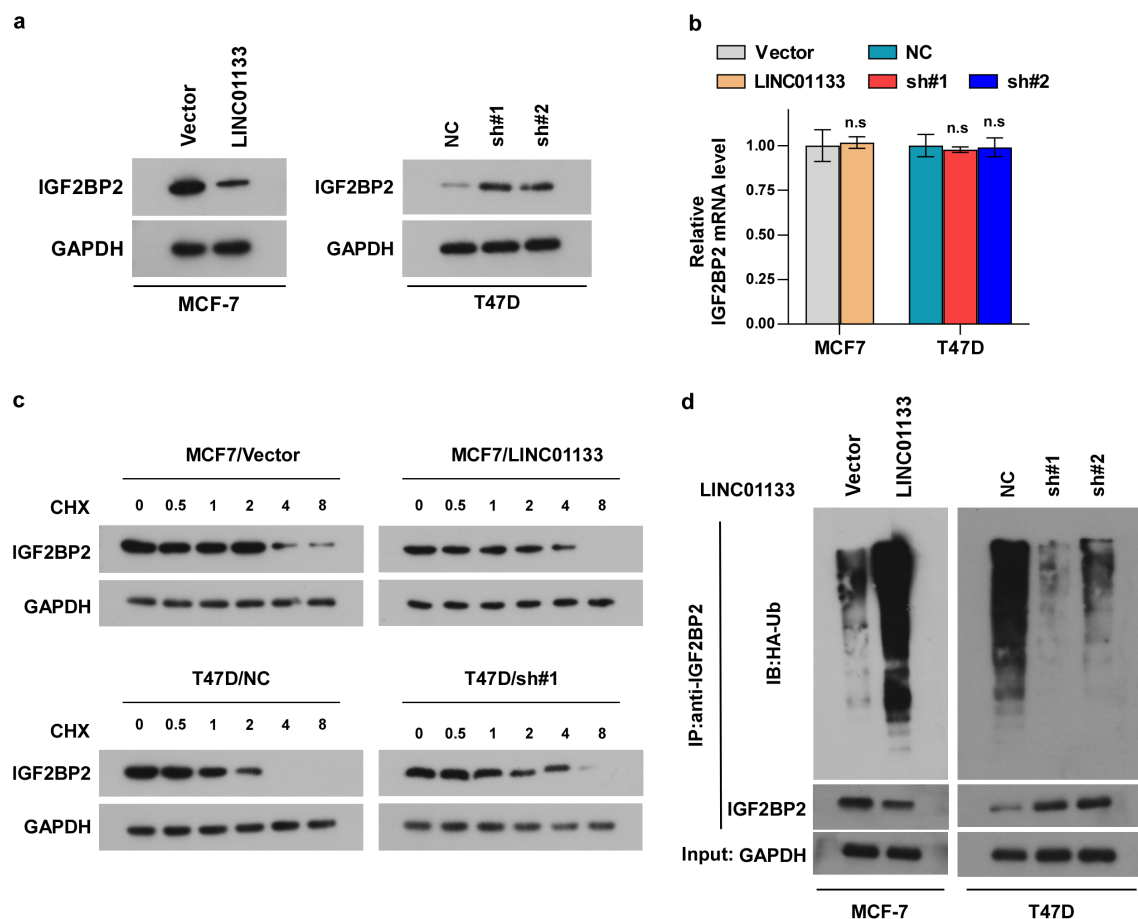 a
Vector
LINC01133
IGF2BP2
GAPDH
MCF-7
NC
sh#1
sh#2
IGF2BP2
GAPDH
T47D
b
Vector
NC
LINC01133
sh#1
sh#2
Relative
IGF2BP2 mRNA level
1.00
0.75
0.50
0.25
0.00
n.s
n.s
n.s
MCF7
T47D
c
MCF7/Vector
MCF7/LINC01133
CHX 0 0.5 1 2 4 8 0 0.5 1 2 4 8
IGF2BP2
GAPDH
T47D/NC
T47D/sh#1
CHX 0 0.5 1 2 4 8 0 0.5 1 2 4 8
IGF2BP2
GAPDH
d
LINC01133
Vector
LINC01133
NC
sh#1
sh#2
IP:anti-IGF2BP2
IB:HA-Ub
IGF2BP2
Input: GAPDH
MCF-7
T47D